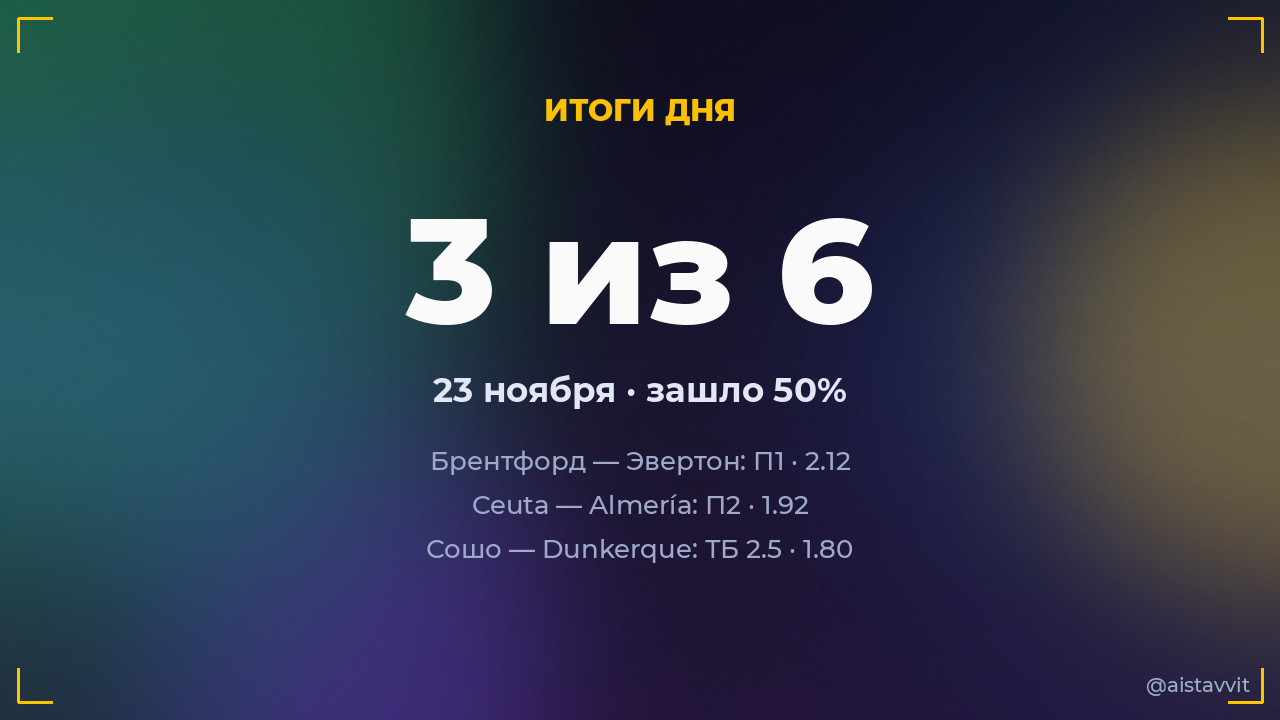 ИТОГИ ДНЯ
3 из 6
23 ноября · зашло 50%
Брентфорд — Эвертон: П1 · 2.12
Ceuta — Almería: П2 · 1.92
Сошо — Dunkerque: ТБ 2.5 · 1.80
@aistavvit